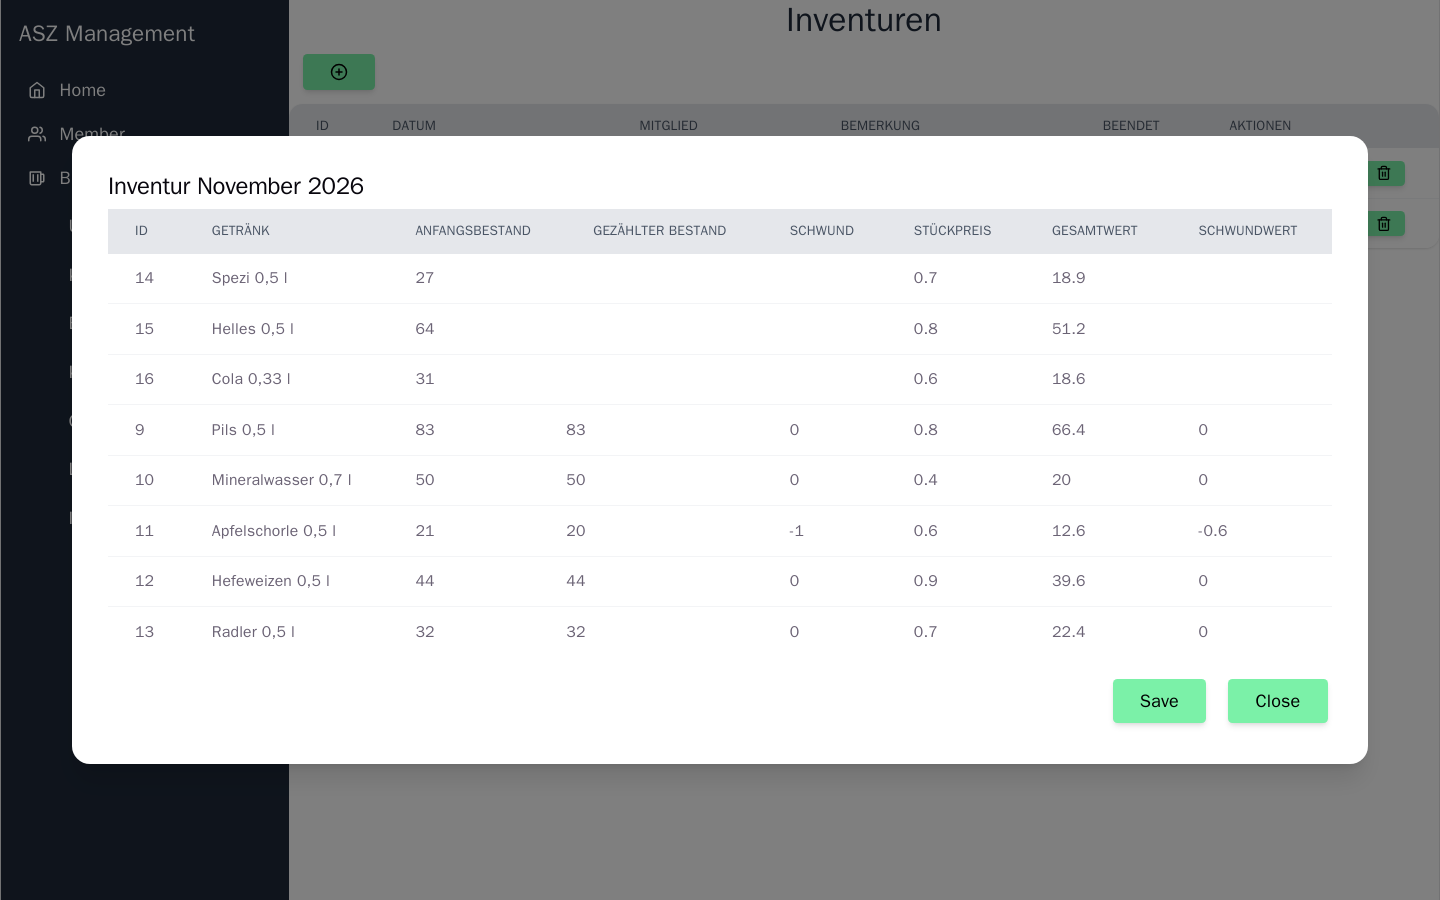 ASZ Management
Home
Member
B
Inventuren
ID DATUM MITGLIED BEMERKUNG BEENDET AKTIONEN
Inventur November 2026
ID GETRÄNK ANFANGSBESTAND GEZÄHLTER BESTAND SCHWUND STÜCKPREIS GESAMTWERT SCHWUNDWERT
14 Spezi 0,5 l 27 0.7 18.9
15 Helles 0,5 l 64 0.8 51.2
16 Cola 0,33 l 31 0.6 18.6
9 Pils 0,5 l 83 83 0 0.8 66.4 0
10 Mineralwasser 0,7 l 50 50 0 0.4 20 0
11 Apfelschorle 0,5 l 21 20 -1 0.6 12.6 -0.6
12 Hefeweizen 0,5 l 44 44 0 0.9 39.6 0
13 Radler 0,5 l 32 32 0 0.7 22.4 0
Save Close